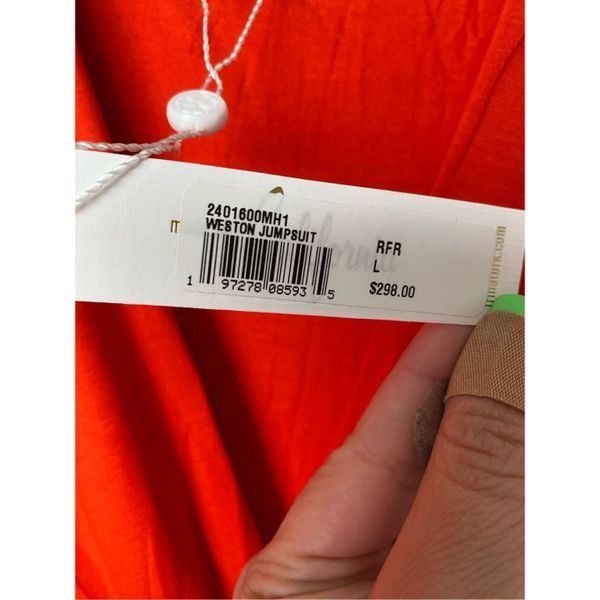 2401600MH1
WESTON JUMPSUIT
RFR
L
$298.00
1 97278 08593 5